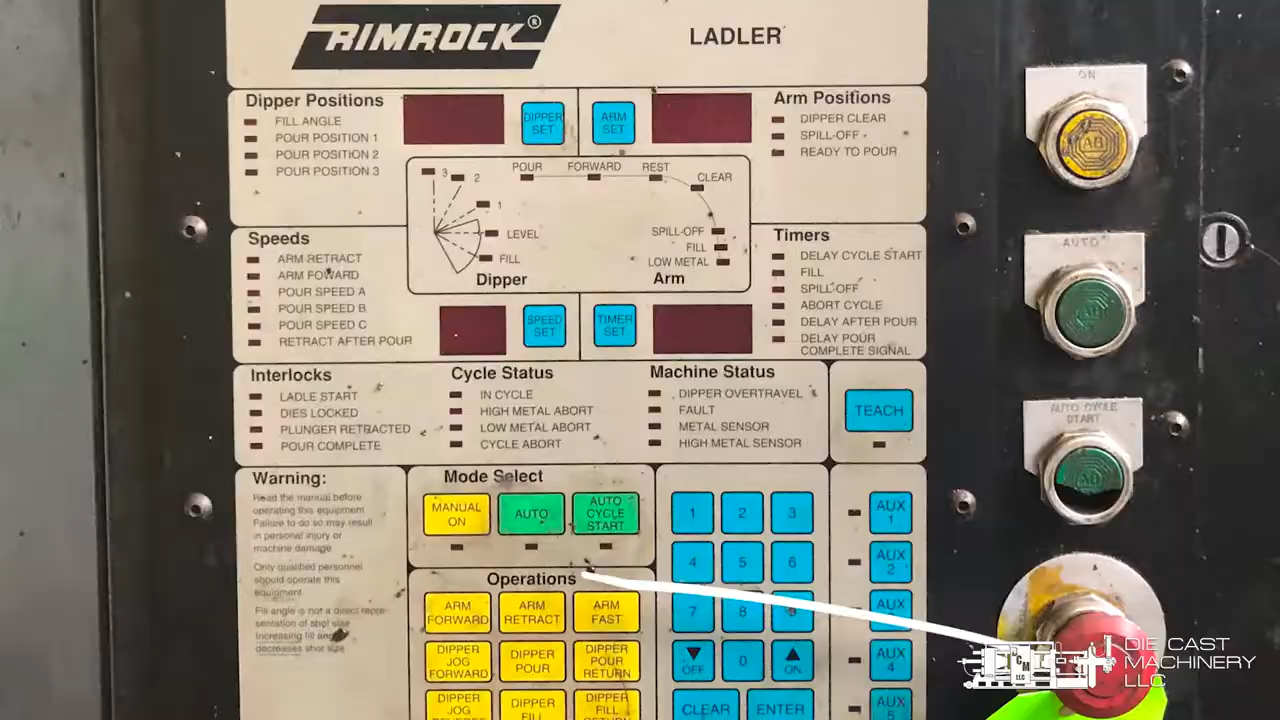 RIMROCK®
LADLER
Dipper Positions
FILL ANGLE
POUR POSITION 1
POUR POSITION 2
POUR POSITION 3
DIPPER SET
ARM SET
Arm Positions
DIPPER CLEAR
SPILL-OFF
READY TO POUR
3
2
1
LEVEL
FILL
Dipper
POUR
FORWARD
REST
CLEAR
SPILL-OFF
FILL
LOW METAL
Arm
Speeds
ARM RETRACT
ARM FOWARD
POUR SPEED A
POUR SPEED B
POUR SPEED C
RETRACT AFTER POUR
SPEED SET
TIMER SET
Timers
DELAY CYCLE START
FILL
SPILL-OFF
ABORT CYCLE
DELAY AFTER POUR
DELAY POUR
COMPLETE SIGNAL
Interlocks
LADLE START
DIES LOCKED
PLUNGER RETRACTED
POUR COMPLETE
Cycle Status
IN CYCLE
HIGH METAL ABORT
LOW METAL ABORT
CYCLE ABORT
Machine Status
DIPPER OVERTRAVEL
FAULT
METAL SENSOR
HIGH METAL SENSOR
TEACH
Warning:
Read the manual before
operating this equipment.
Failure to do so may result
in personal injury or
machine damage
Only qualified personnel
should operate this
equipment
Fill angle is not a direct repre-
sentation of shot size
Increasing fill angle
decreases shot size
Mode Select
MANUAL ON
AUTO
AUTO CYCLE START
Operations
ARM FORWARD
ARM RETRACT
ARM FAST
DIPPER JOG FORWARD
DIPPER POUR
DIPPER POUR RETURN
DIPPER JOG
DIPPER FILL
DIPPER FILL
1 2 3
4 5 6
7 8 9
OFF 0 ON
CLEAR ENTER
AUX 1
AUX 2
AUX
AUX 4
AUX 5
ON
AB
AUTO
AB
AUTO CYCLE
START
AB
DIE CAST
MACHINERY
LLC